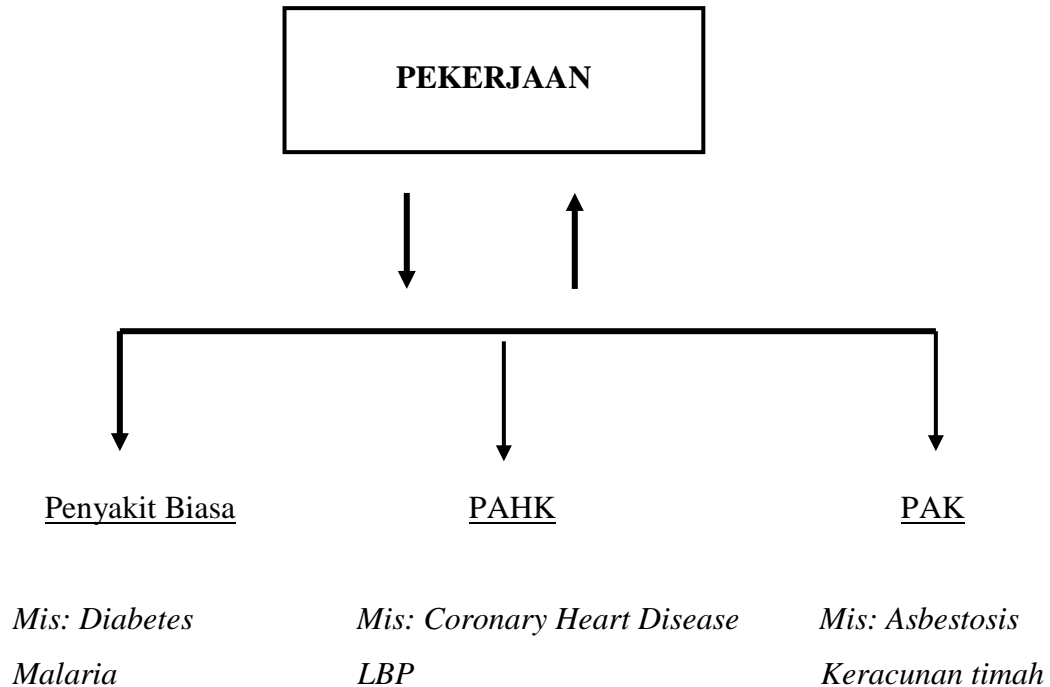 PEKERJAAN
Penyakit Biasa PAHK PAK
Mis: Diabetes Mis: Coronary Heart Disease Mis: Asbestosis
Malaria LBP Keracunan timah